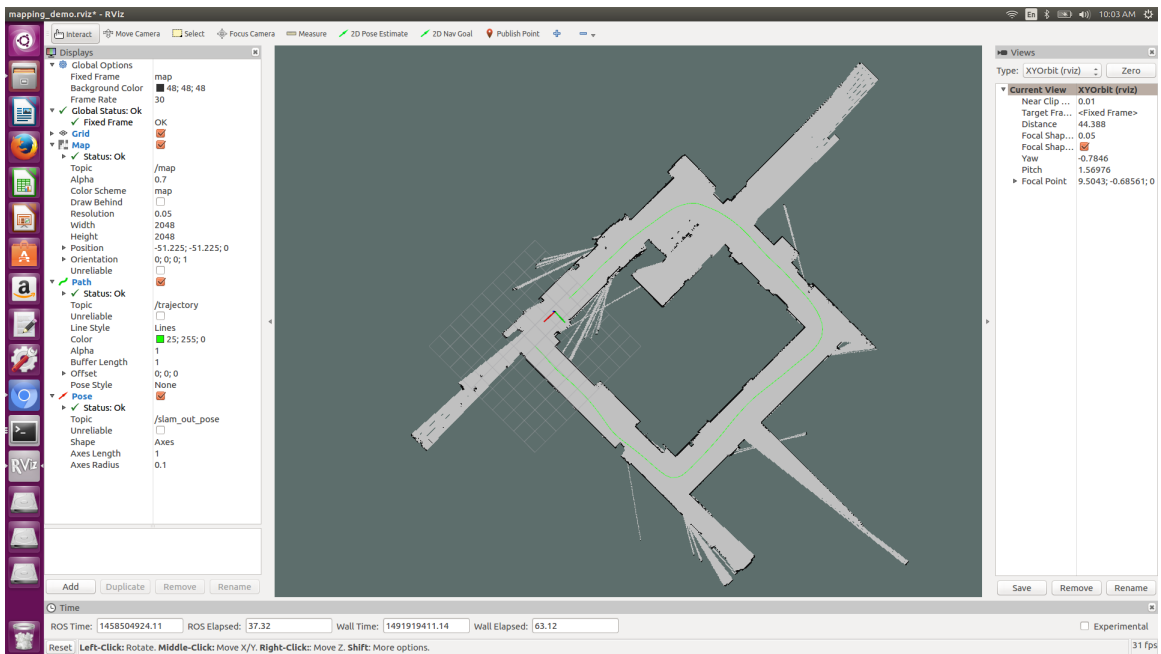 mapping_demo.rviz* - RViz
En
10:03 AM
Interact Move Camera Select Focus Camera Measure 2D Pose Estimate 2D Nav Goal Publish Point
Displays
Global Options
Fixed Frame map
Background Color 48; 48; 48
Frame Rate 30
Global Status: Ok
Fixed Frame OK
Grid
Map
Status: Ok
Topic /map
Alpha 0.7
Color Scheme map
Draw Behind
Resolution 0.05
Width 2048
Height 2048
Position -51.225; -51.225; 0
Orientation 0; 0; 0; 1
Unreliable
Path
Status: Ok
Topic /trajectory
Unreliable
Line Style Lines
Color 25; 255; 0
Alpha 1
Buffer Length 1
Offset 0; 0; 0
Pose Style None
Pose
Status: Ok
Topic /slam_out_pose
Unreliable
Shape Axes
Axes Length 1
Axes Radius 0.1
Add Duplicate Remove Rename
Views
Type: XYOrbit (rviz) Zero
Current View XYOrbit (rviz)
Near Clip ... 0.01
Target Fra... <Fixed Frame>
Distance 44.388
Focal Shap... 0.05
Focal Shap...
Yaw -0.7846
Pitch 1.56976
Focal Point 9.5043; -0.68561; 0
Save Remove Rename
a
RViz
Time
ROS Time: 1458504924.11 ROS Elapsed: 37.32 Wall Time: 1491919411.14 Wall Elapsed: 63.12 Experimental
Reset Left-Click: Rotate. Middle-Click: Move X/Y. Right-Click:: Move Z. Shift: More options. 31 fps